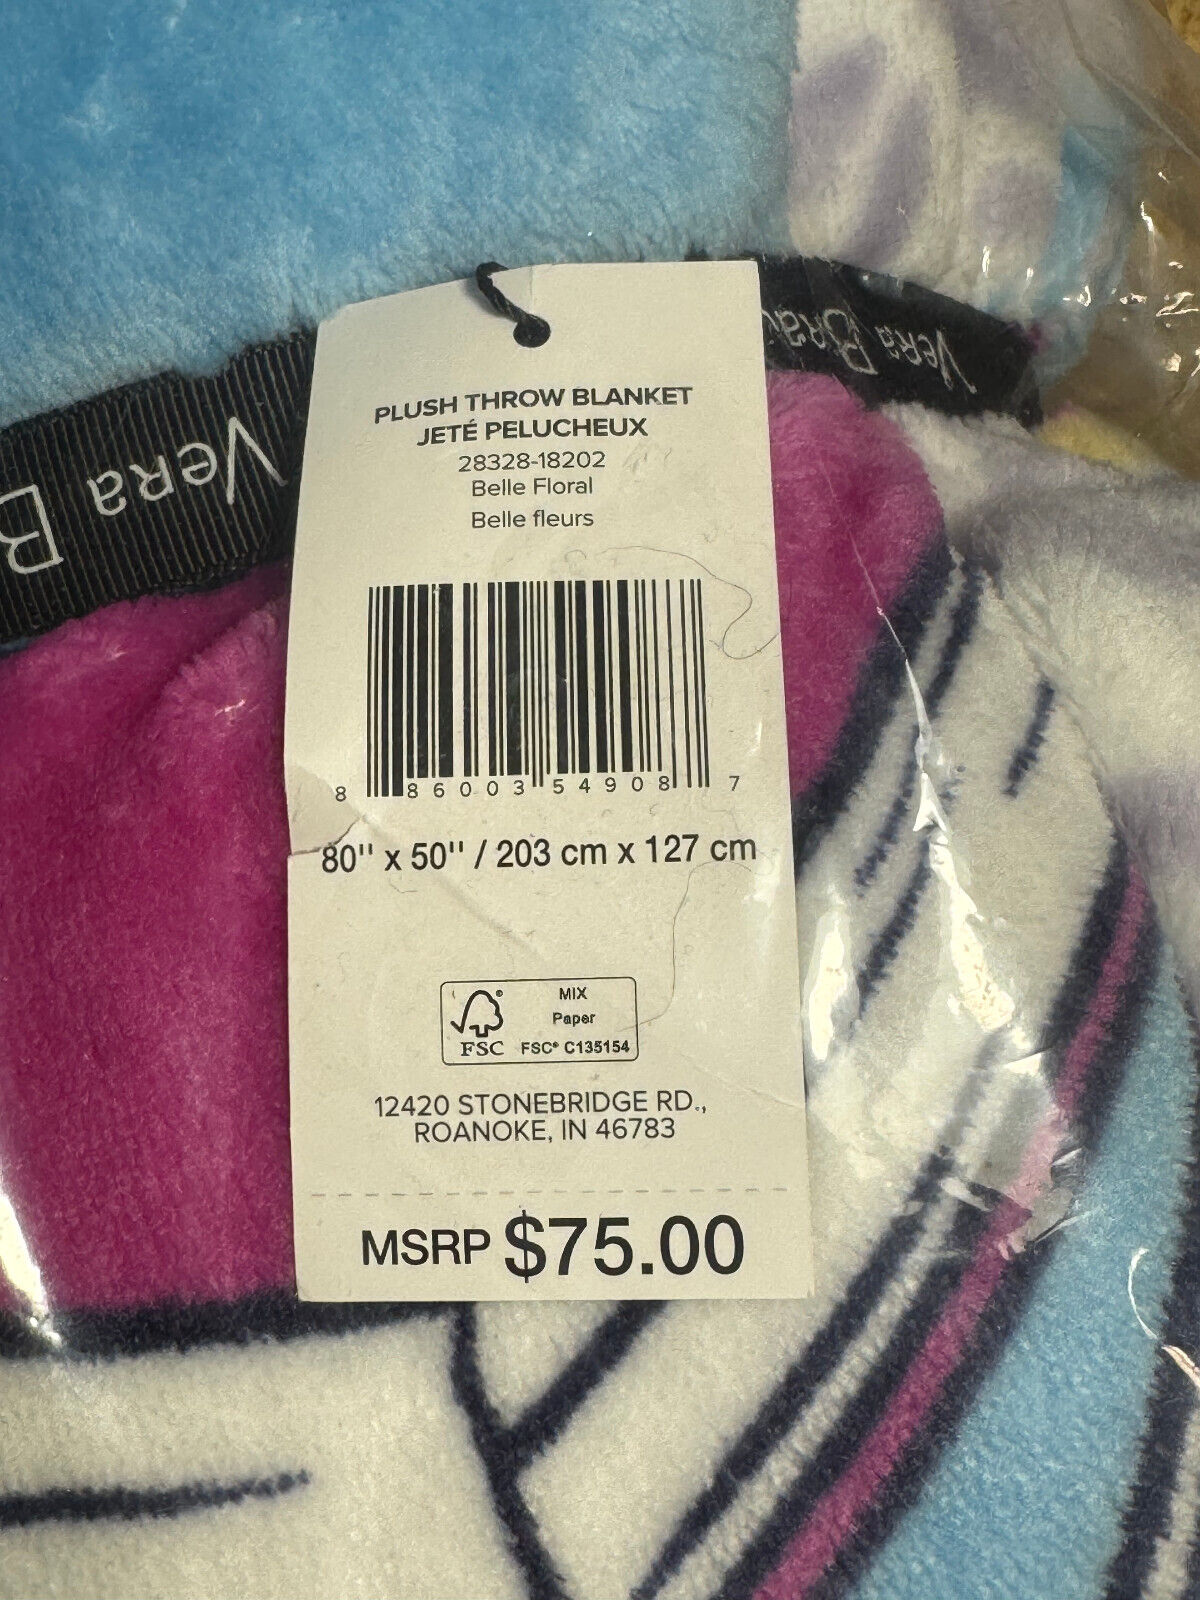 Vera Bra
Vera B
PLUSH THROW BLANKET
JETÉ PELUCHEUX
28328-18202
Belle Floral
Belle fleurs
8 86003 54908 7
80" x 50" / 203 cm x 127 cm
FSC
MIX
Paper
FSC® C135154
12420 STONEBRIDGE RD.,
ROANOKE, IN 46783
MSRP $75.00